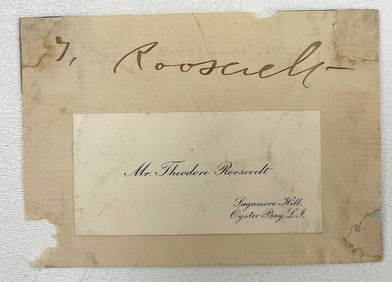 T, Roosevelt
Mr. Theodore Roosevelt
Sagamore Hill,
Oyster Bay, L.I.